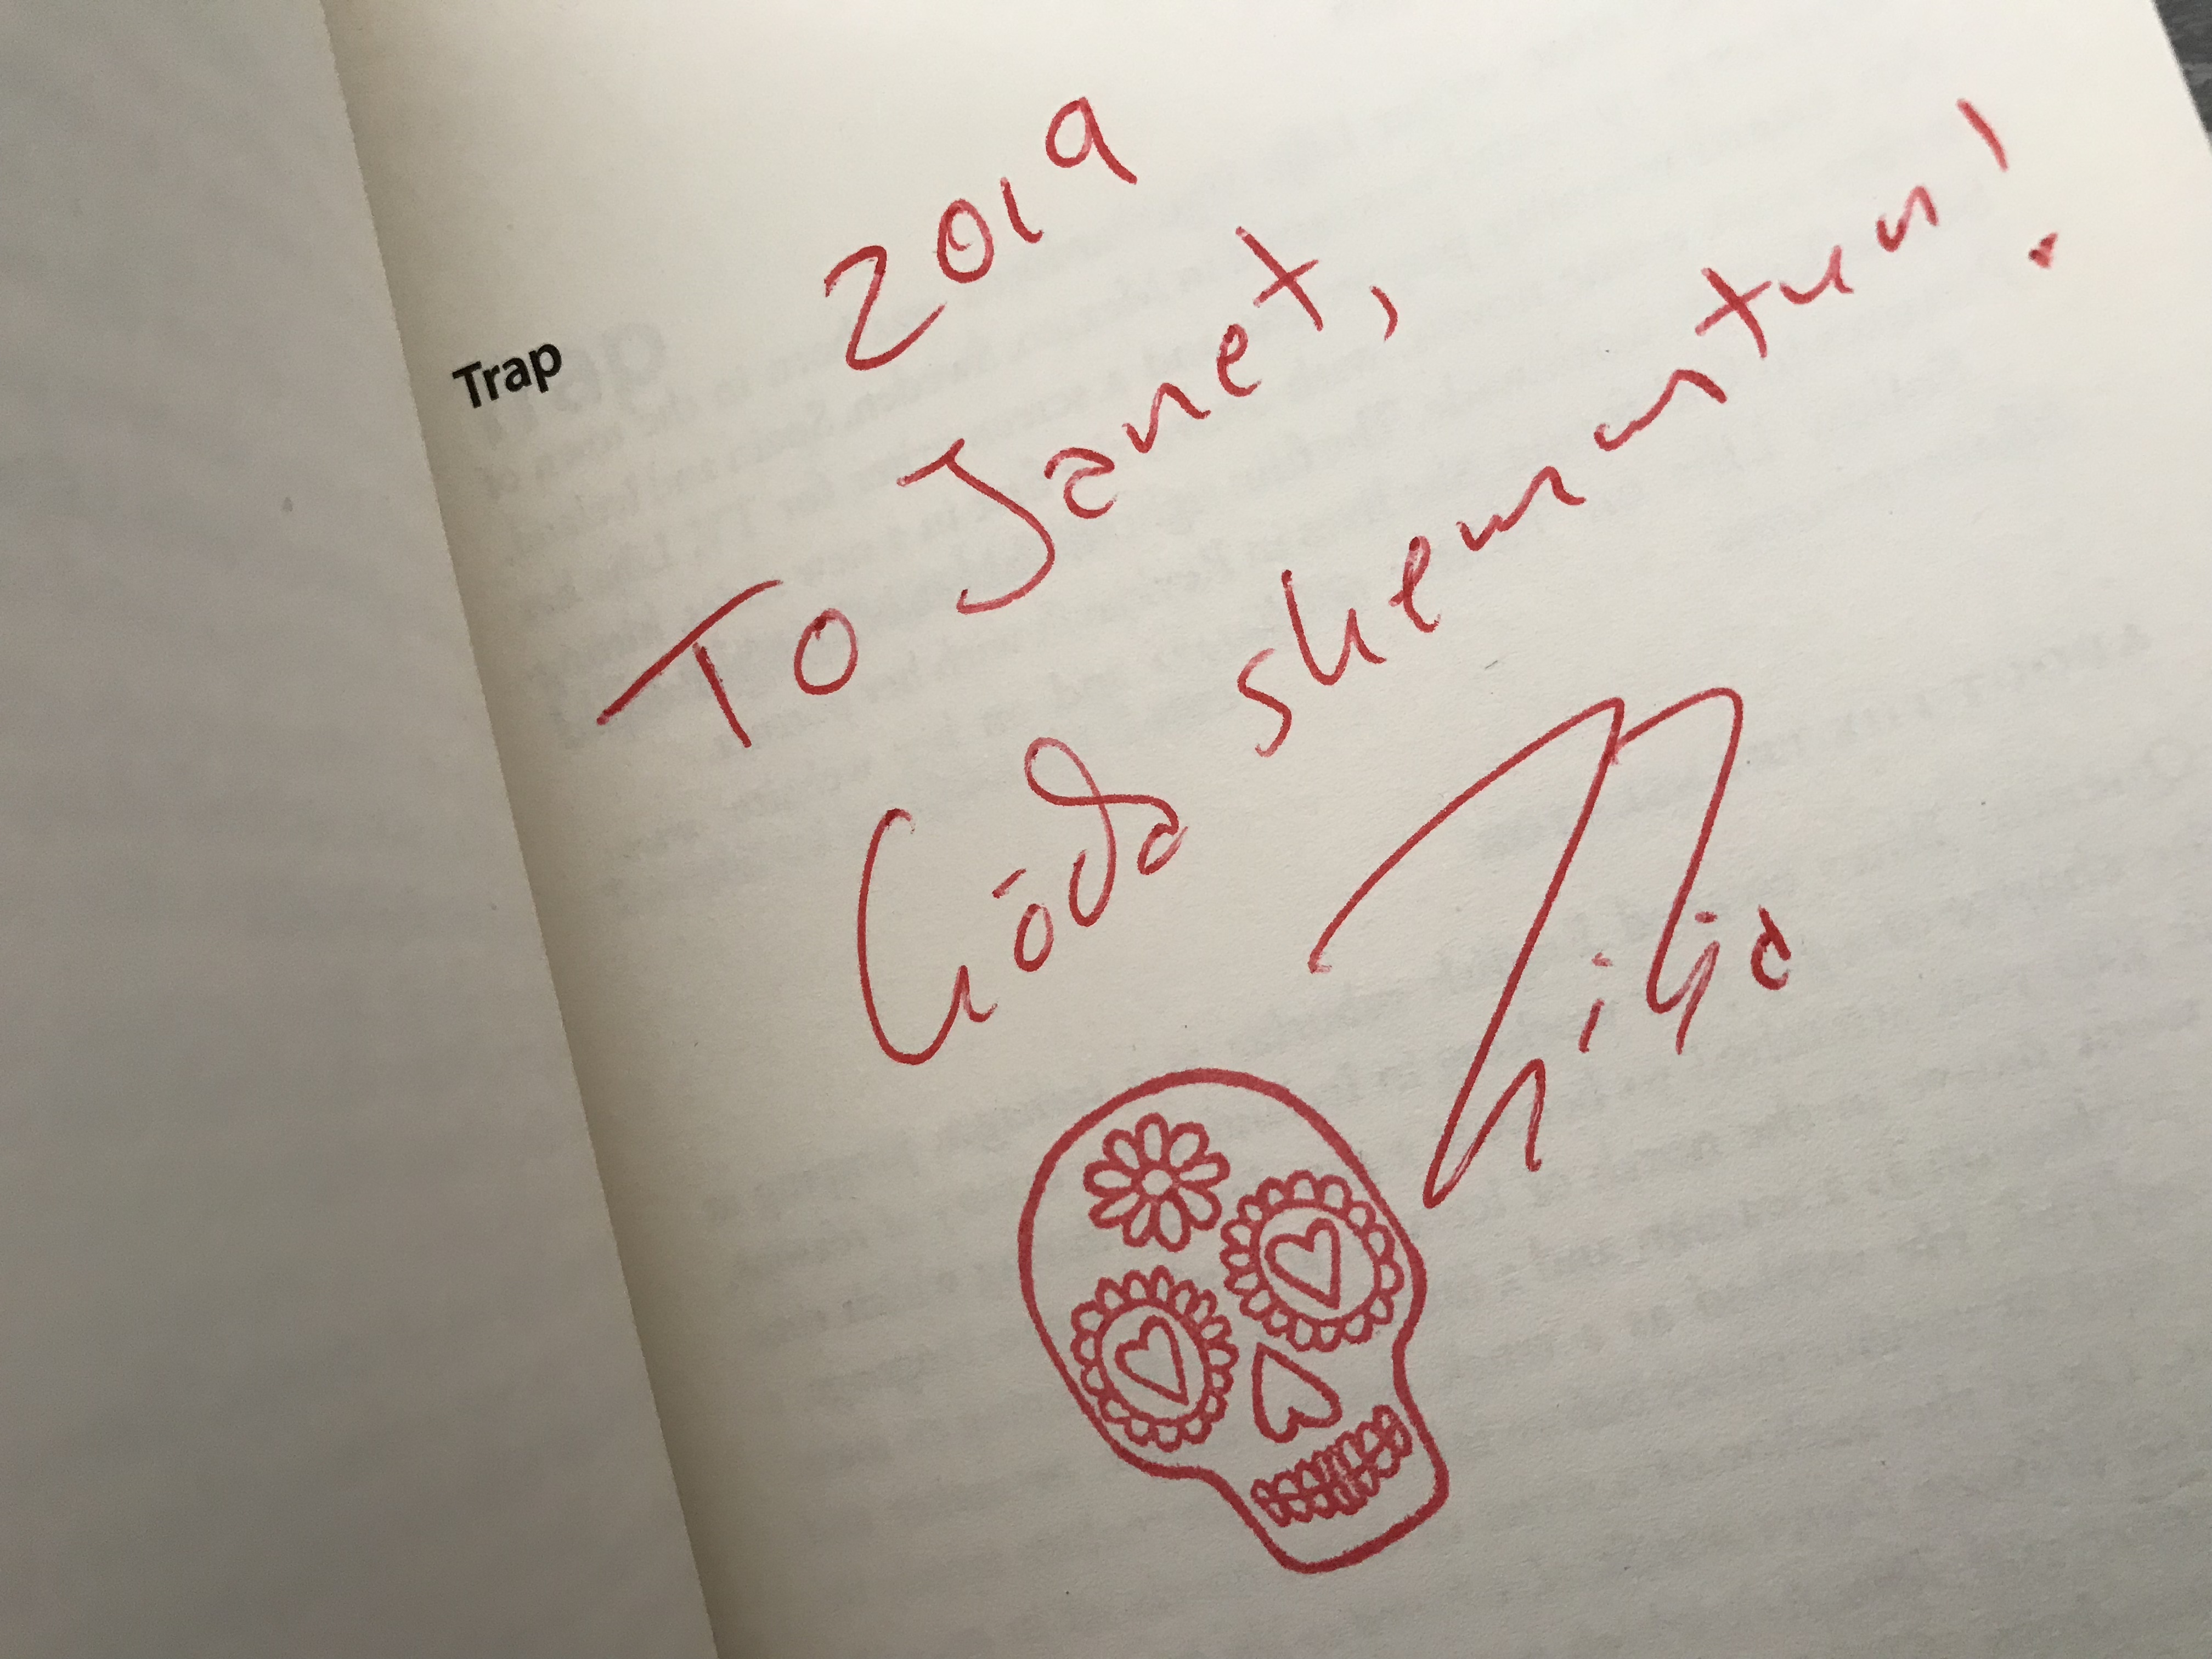 Trap
2019
To Janet,
Góða skemmtun!
Lilja